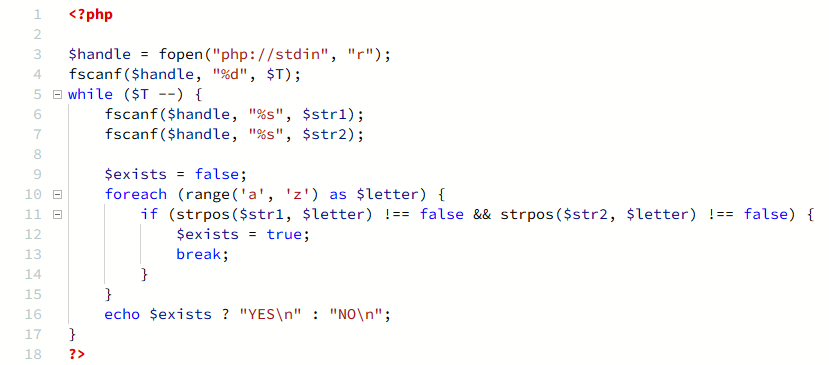 1 <?php
2
3 $handle = fopen("php://stdin", "r");
4 fscanf($handle, "%d", $T);
5 while ($T --) {
6     fscanf($handle, "%s", $str1);
7     fscanf($handle, "%s", $str2);
8
9     $exists = false;
10     foreach (range('a', 'z') as $letter) {
11         if (strpos($str1, $letter) !== false && strpos($str2, $letter) !== false) {
12             $exists = true;
13             break;
14         }
15     }
16     echo $exists ? "YES\n" : "NO\n";
17 }
18 ?>